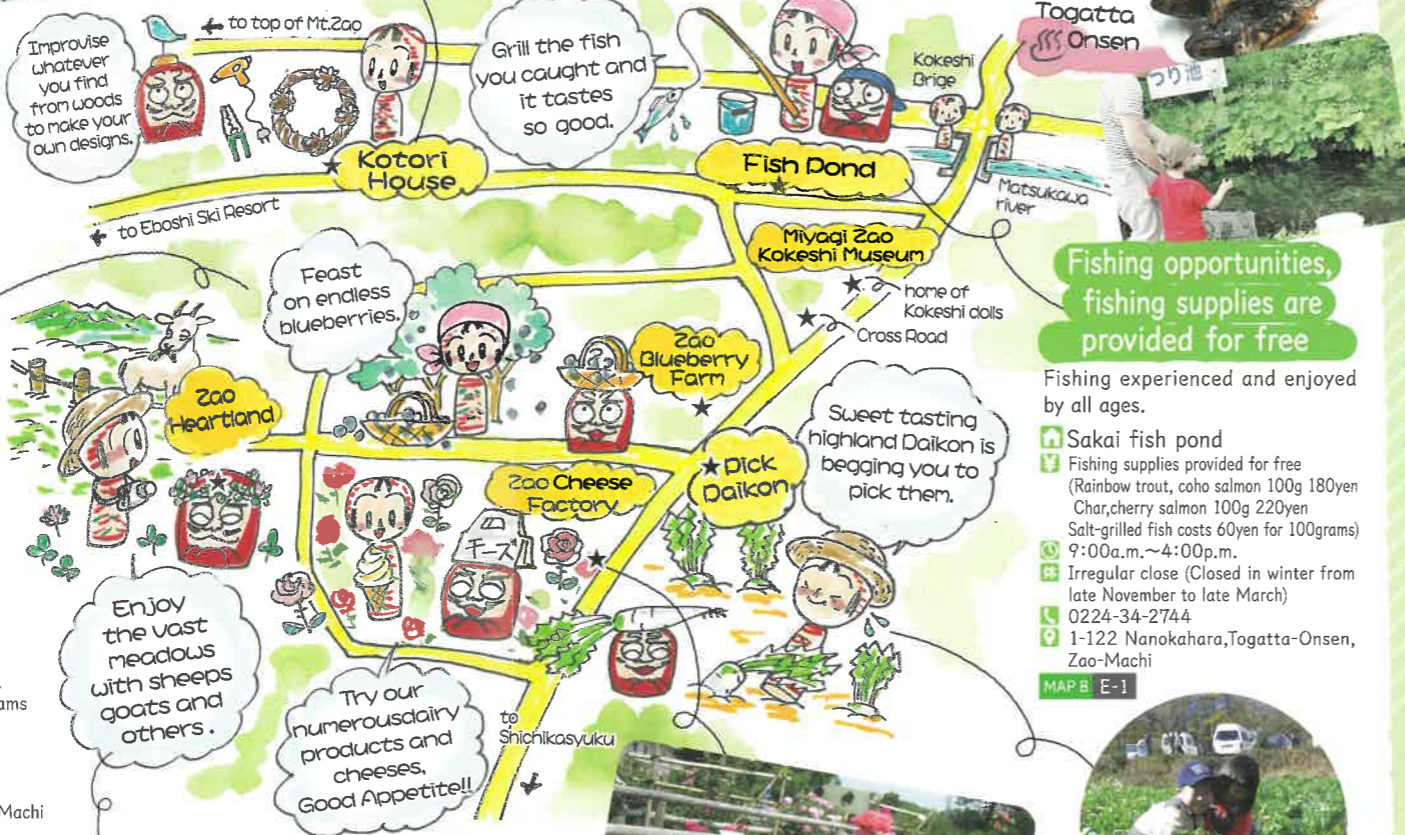 ← to top of Mt.Zao
Improvise
whatever
you find
from woods
to make your
own designs.
Grill the fish
you caught and
it tastes
so good.
Togatta
Onsen
Kokeshi
Brige
つり池
Kotori
House
Fish Pond
← to Eboshi Ski Resort
Matsukawa
river
Miyagi Zao
Kokeshi Museum
home of
Kokeshi dolls
Cross Road
Feast
on endless
blueberries.
Zao
Blueberry
Farm
Zao
Heartland
Sweet tasting
highland Daikon is
begging you to
pick them.
Pick
Daikon
Zao Cheese
Factory
チーズ
Enjoy
the vast
meadows
with sheeps
goats and
others.
Try our
numerousdairy
products and
cheeses,
Good Appetite!!
to
Shichikasyuku
↓
ams
Machi
Fishing opportunities,
fishing supplies are
provided for free
Fishing experienced and enjoyed
by all ages.
Sakai fish pond
¥ Fishing supplies provided for free
(Rainbow trout, coho salmon 100g 180yen
Char,cherry salmon 100g 220yen
Salt-grilled fish costs 60yen for 100grams)
9:00a.m.~4:00p.m.
休 Irregular close (Closed in winter from
late November to late March)
0224-34-2744
1-122 Nanokahara,Togatta-Onsen,
Zao-Machi
MAP B E-1